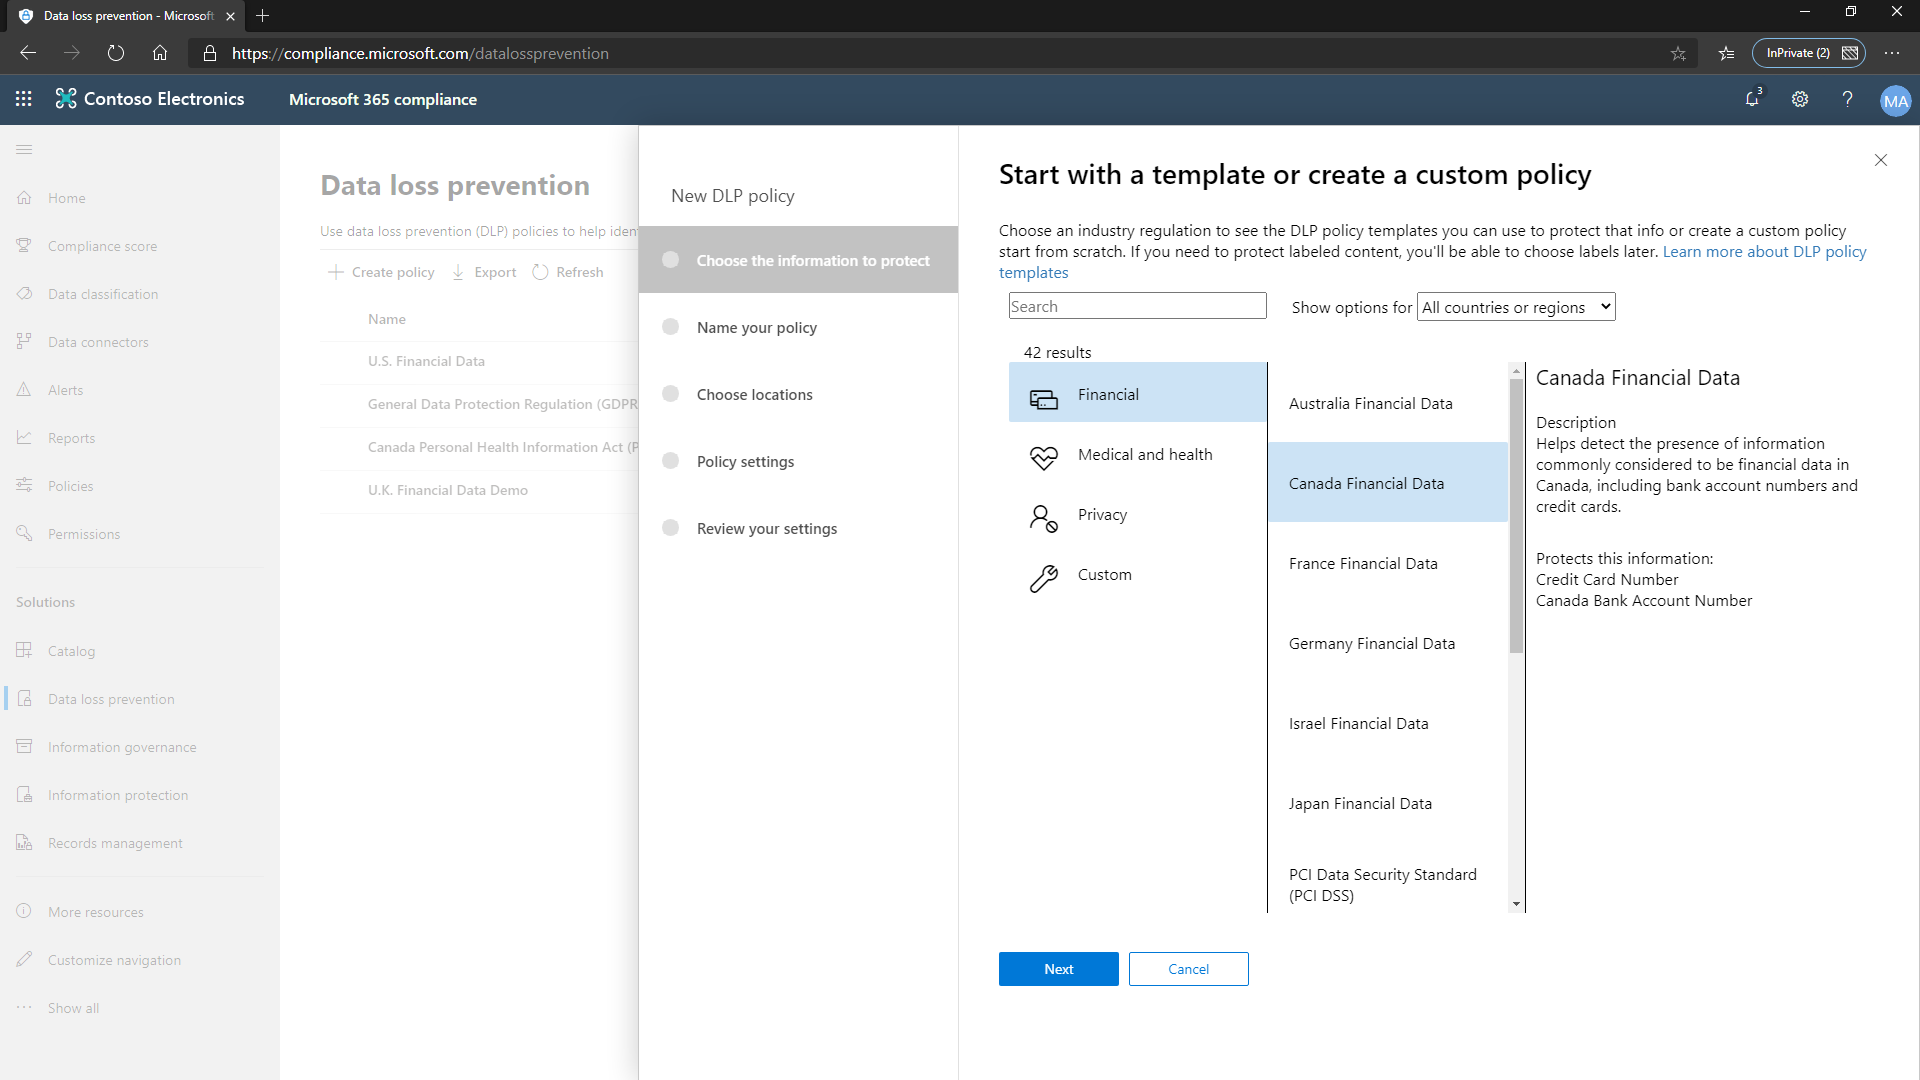 Data loss prevention - Microsoft
https://compliance.microsoft.com/datalossprevention
InPrivate (2)
Contoso Electronics
Microsoft 365 compliance
3
MA
Home
Compliance score
Data classification
Data connectors
Alerts
Reports
Policies
Permissions
Solutions
Catalog
Data loss prevention
Information governance
Information protection
Records management
More resources
Customize navigation
Show all
Data loss prevention
Use data loss prevention (DLP) policies to help iden
Create policy
Export
Refresh
Name
U.S. Financial Data
General Data Protection Regulation (GDPR
Canada Personal Health Information Act (P
U.K. Financial Data Demo
New DLP policy
Choose the information to protect
Name your policy
Choose locations
Policy settings
Review your settings
Start with a template or create a custom policy
Choose an industry regulation to see the DLP policy templates you can use to protect that info or create a custom policy
start from scratch. If you need to protect labeled content, you'll be able to choose labels later. Learn more about DLP policy
templates
Search
Show options for
All countries or regions
42 results
Financial
Medical and health
Privacy
Custom
Australia Financial Data
Canada Financial Data
France Financial Data
Germany Financial Data
Israel Financial Data
Japan Financial Data
PCI Data Security Standard
(PCI DSS)
Canada Financial Data
Description
Helps detect the presence of information
commonly considered to be financial data in
Canada, including bank account numbers and
credit cards.
Protects this information:
Credit Card Number
Canada Bank Account Number
Next
Cancel